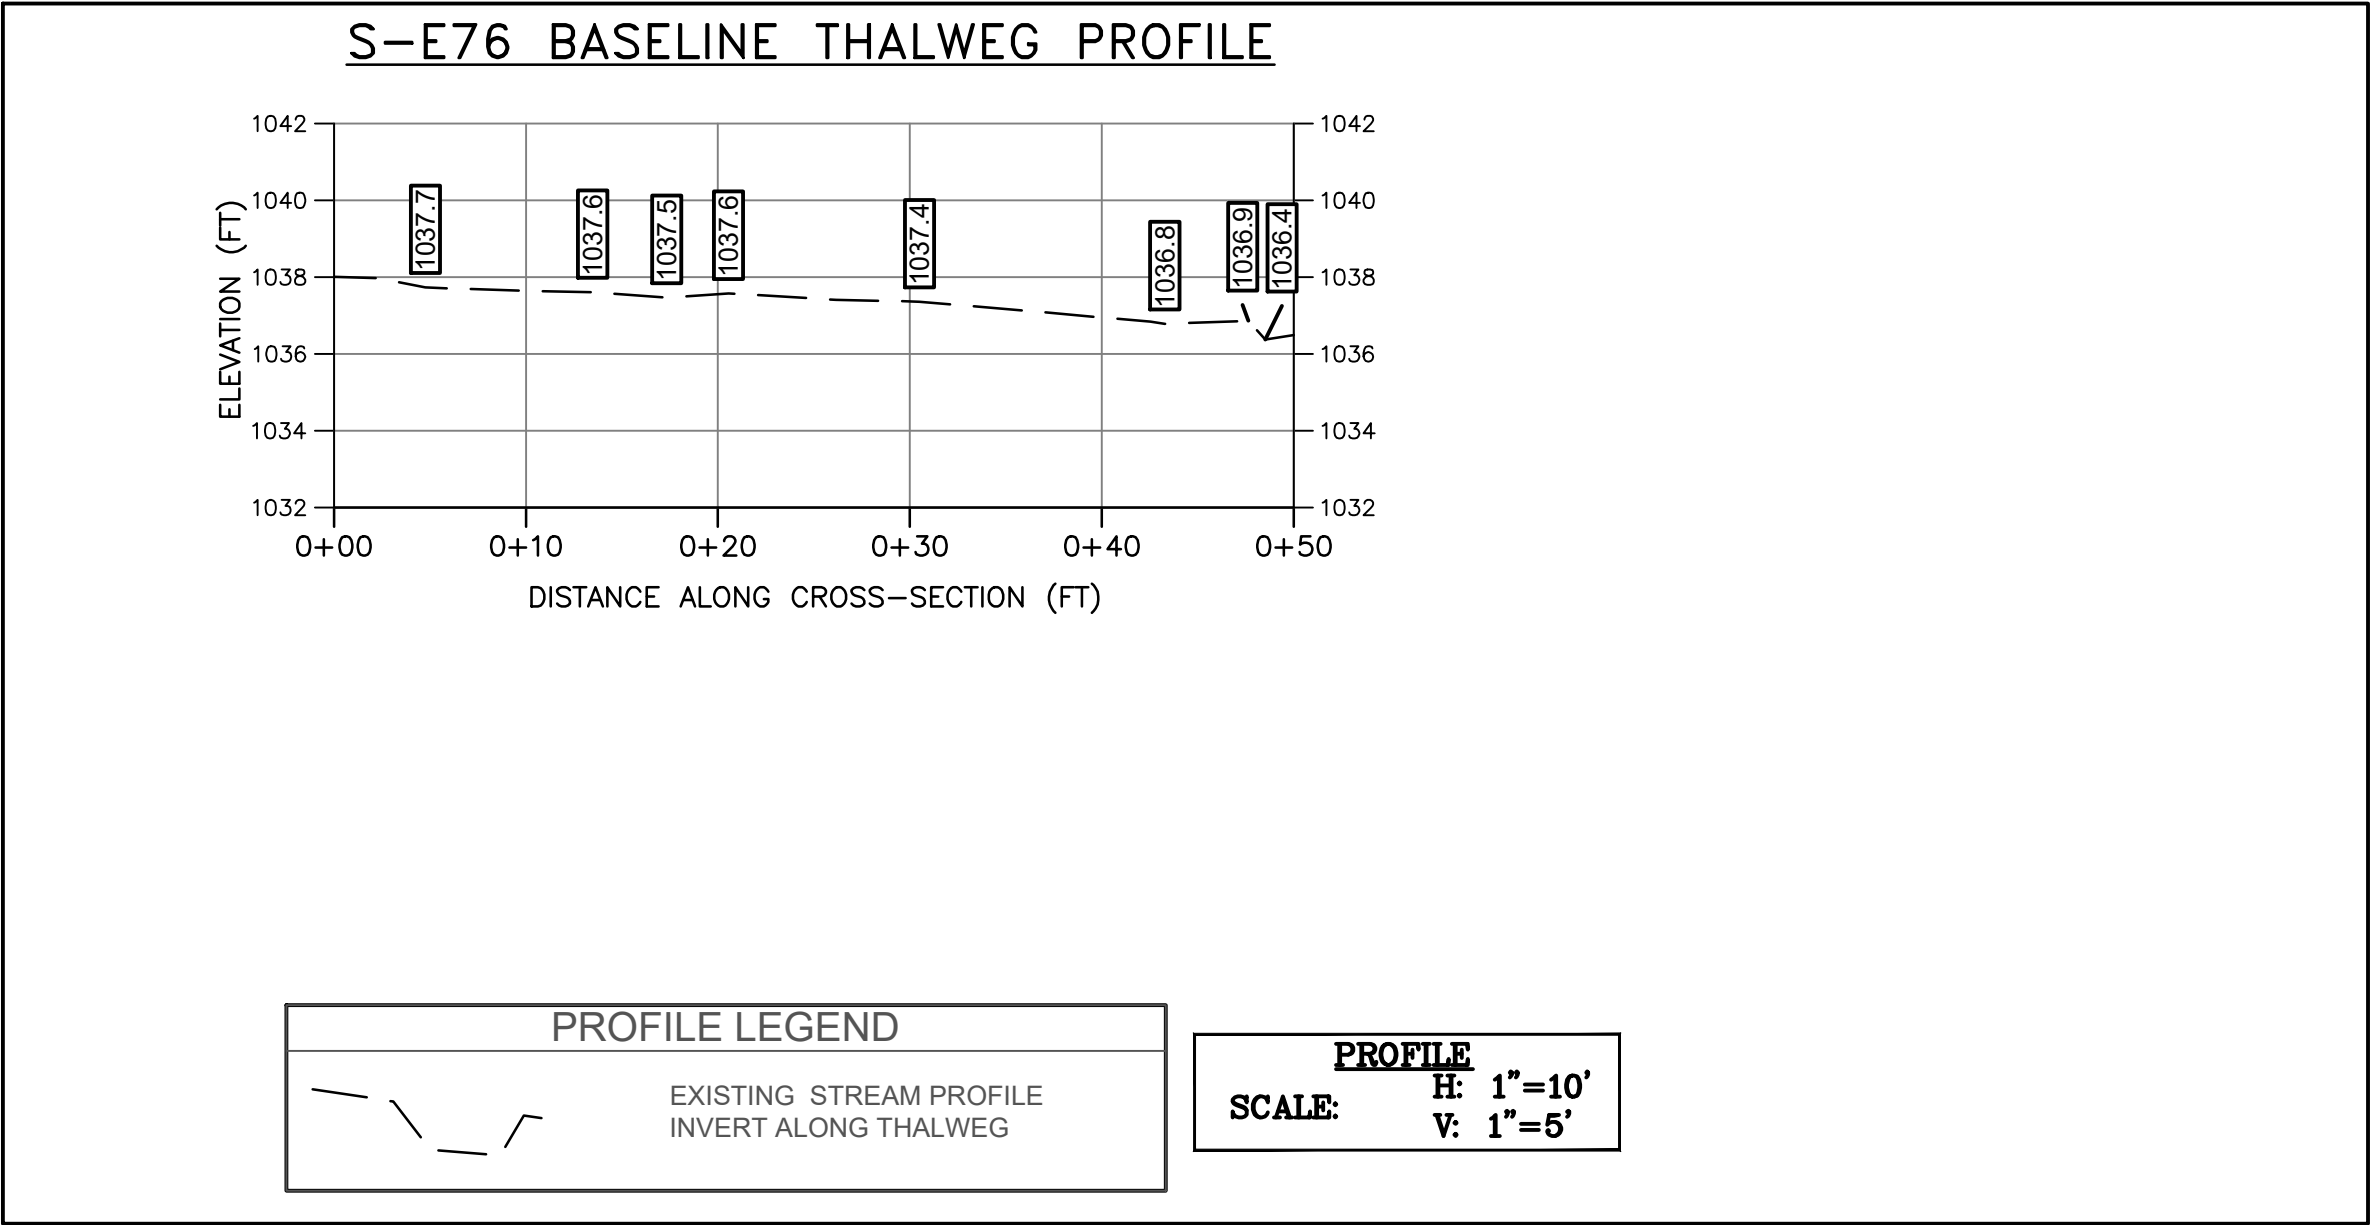 S-E76 BASELINE THALWEG PROFILE
1042
1040
1038
1036
1034
1032
ELEVATION (FT)
1037.7
1037.6
1037.5
1037.6
1037.4
1036.8
1036.9
1036.4
1042
1040
1038
1036
1034
1032
0+00 0+10 0+20 0+30 0+40 0+50
DISTANCE ALONG CROSS-SECTION (FT)
PROFILE LEGEND
EXISTING STREAM PROFILE
INVERT ALONG THALWEG
PROFILE
SCALE:
H: 1"=10'
V: 1"=5'